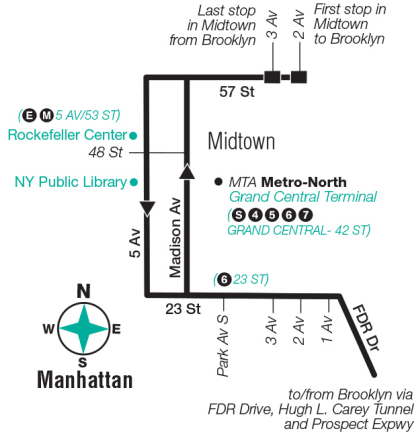 Last stop
in Midtown
from Brooklyn
3 Av
2 Av
First stop in
Midtown
to Brooklyn
57 St
(E M 5 AV/53 ST)
Rockefeller Center
48 St
Midtown
NY Public Library
MTA Metro-North
Grand Central Terminal
(S 4 5 6 7
GRAND CENTRAL- 42 ST)
5 Av
Madison Av
(6 23 ST)
23 St
Park Av S
3 Av
2 Av
1 Av
FDR Dr
N
W
E
S
Manhattan
to/from Brooklyn via
FDR Drive, Hugh L. Carey Tunnel
and Prospect Expwy